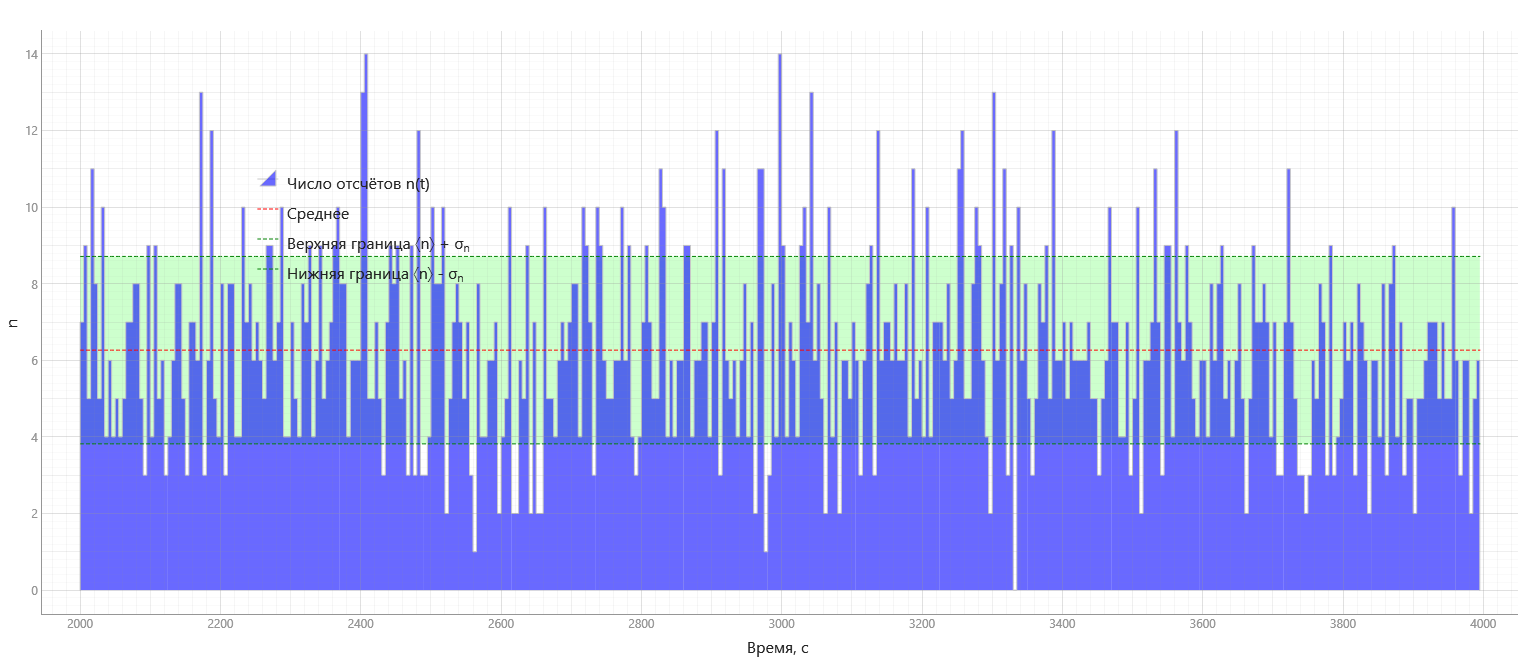 14
12
10
8
6
4
2
0
n
Число отсчётов n(t)
Среднее
Верхняя граница ⟨n⟩ + σₙ
Нижняя граница ⟨n⟩ - σₙ
2000 2200 2400 2600 2800 3000 3200 3400 3600 3800 4000
Время, с